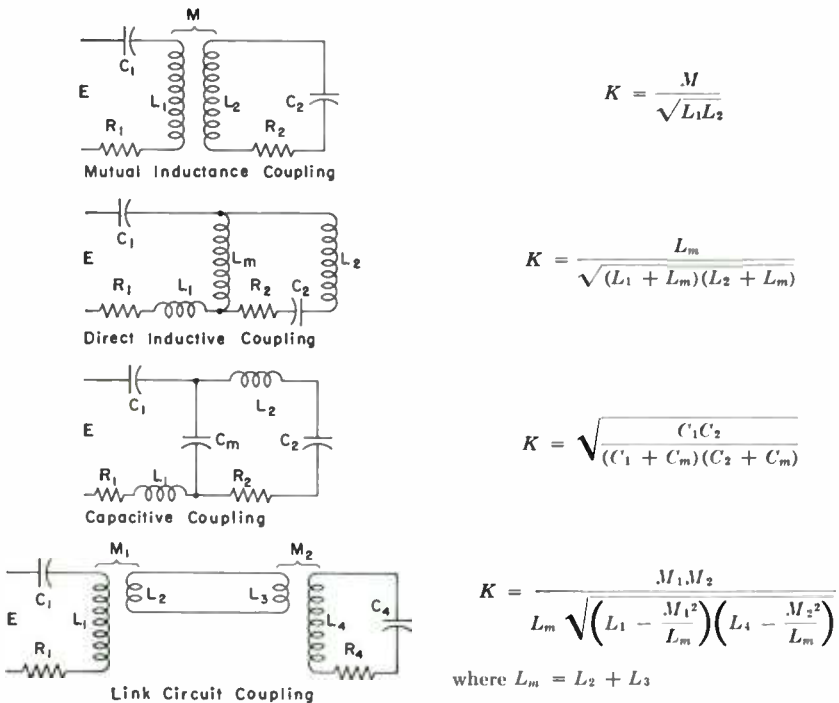 M
C₁
E
L₁
L₂
C₂
R₁
R₂
Mutual Inductance Coupling
K = M / √(L₁L₂)
C₁
E
Lm
L₂
R₁
L₁
R₂
C₂
Direct Inductive Coupling
K = Lm / √((L₁ + Lm)(L₂ + Lm))
C₁
L₂
E
Cm
C₂
R₁
L₁
R₂
Capacitive Coupling
K = √(C₁C₂ / ((C₁ + Cm)(C₂ + Cm)))
M₁
M₂
C₁
E
L₁
L₂
L₃
L₄
C₄
R₁
R₄
Link Circuit Coupling
K = M₁M₂ / (Lm √((L₁ − M₁²/Lm)(L₄ − M₂²/Lm)))
where Lm = L₂ + L₃